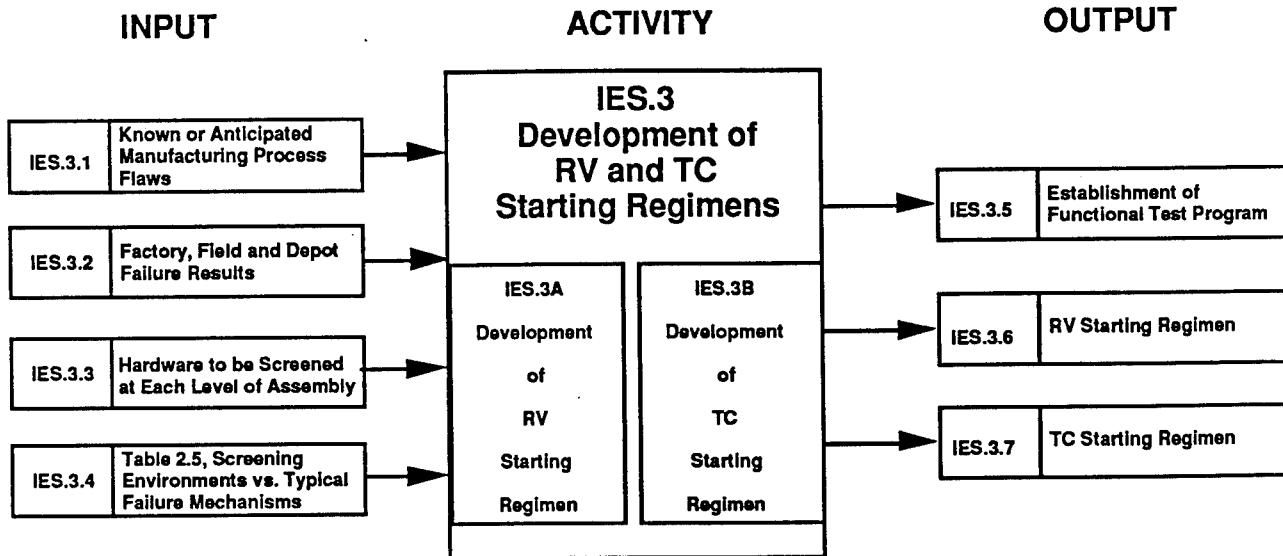 INPUT
ACTIVITY
OUTPUT
IES.3.1
Known or Anticipated
Manufacturing Process
Flaws
IES.3.2
Factory, Field and Depot
Failure Results
IES.3.3
Hardware to be Screened
at Each Level of Assembly
IES.3.4
Table 2.5, Screening
Environments vs. Typical
Failure Mechanisms
IES.3
Development of
RV and TC
Starting Regimens
IES.3A
Development
of
RV
Starting
Regimen
IES.3B
Development
of
TC
Starting
Regimen
IES.3.5
Establishment of
Functional Test Program
IES.3.6
RV Starting Regimen
IES.3.7
TC Starting Regimen